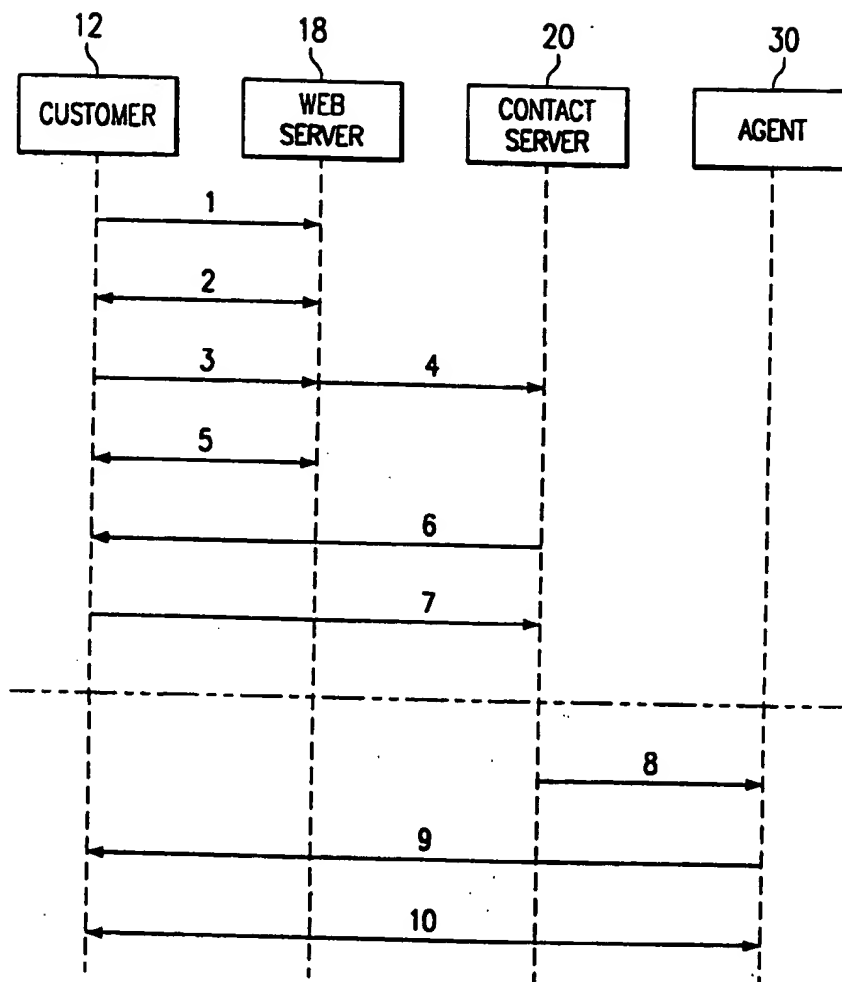 12 18 20 30
CUSTOMER
WEB
SERVER
CONTACT
SERVER
AGENT
1
2
3 4
5
6
7
8
9
10